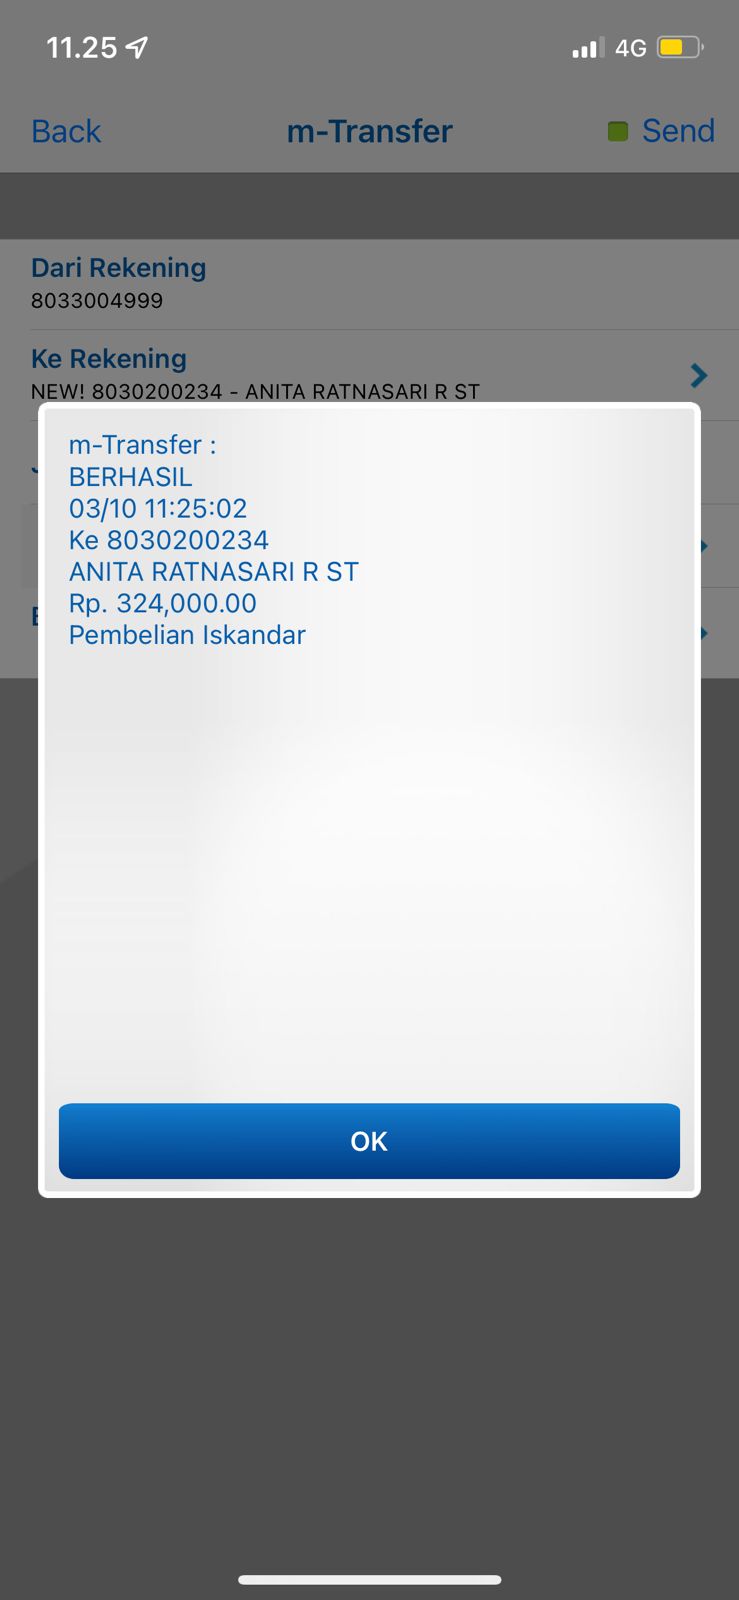 11.25
4G
Back
m-Transfer
Send
Dari Rekening
8033004999
Ke Rekening
NEW! 8030200234 - ANITA RATNASARI R ST
m-Transfer :
BERHASIL
03/10 11:25:02
Ke 8030200234
ANITA RATNASARI R ST
Rp. 324,000.00
Pembelian Iskandar
OK